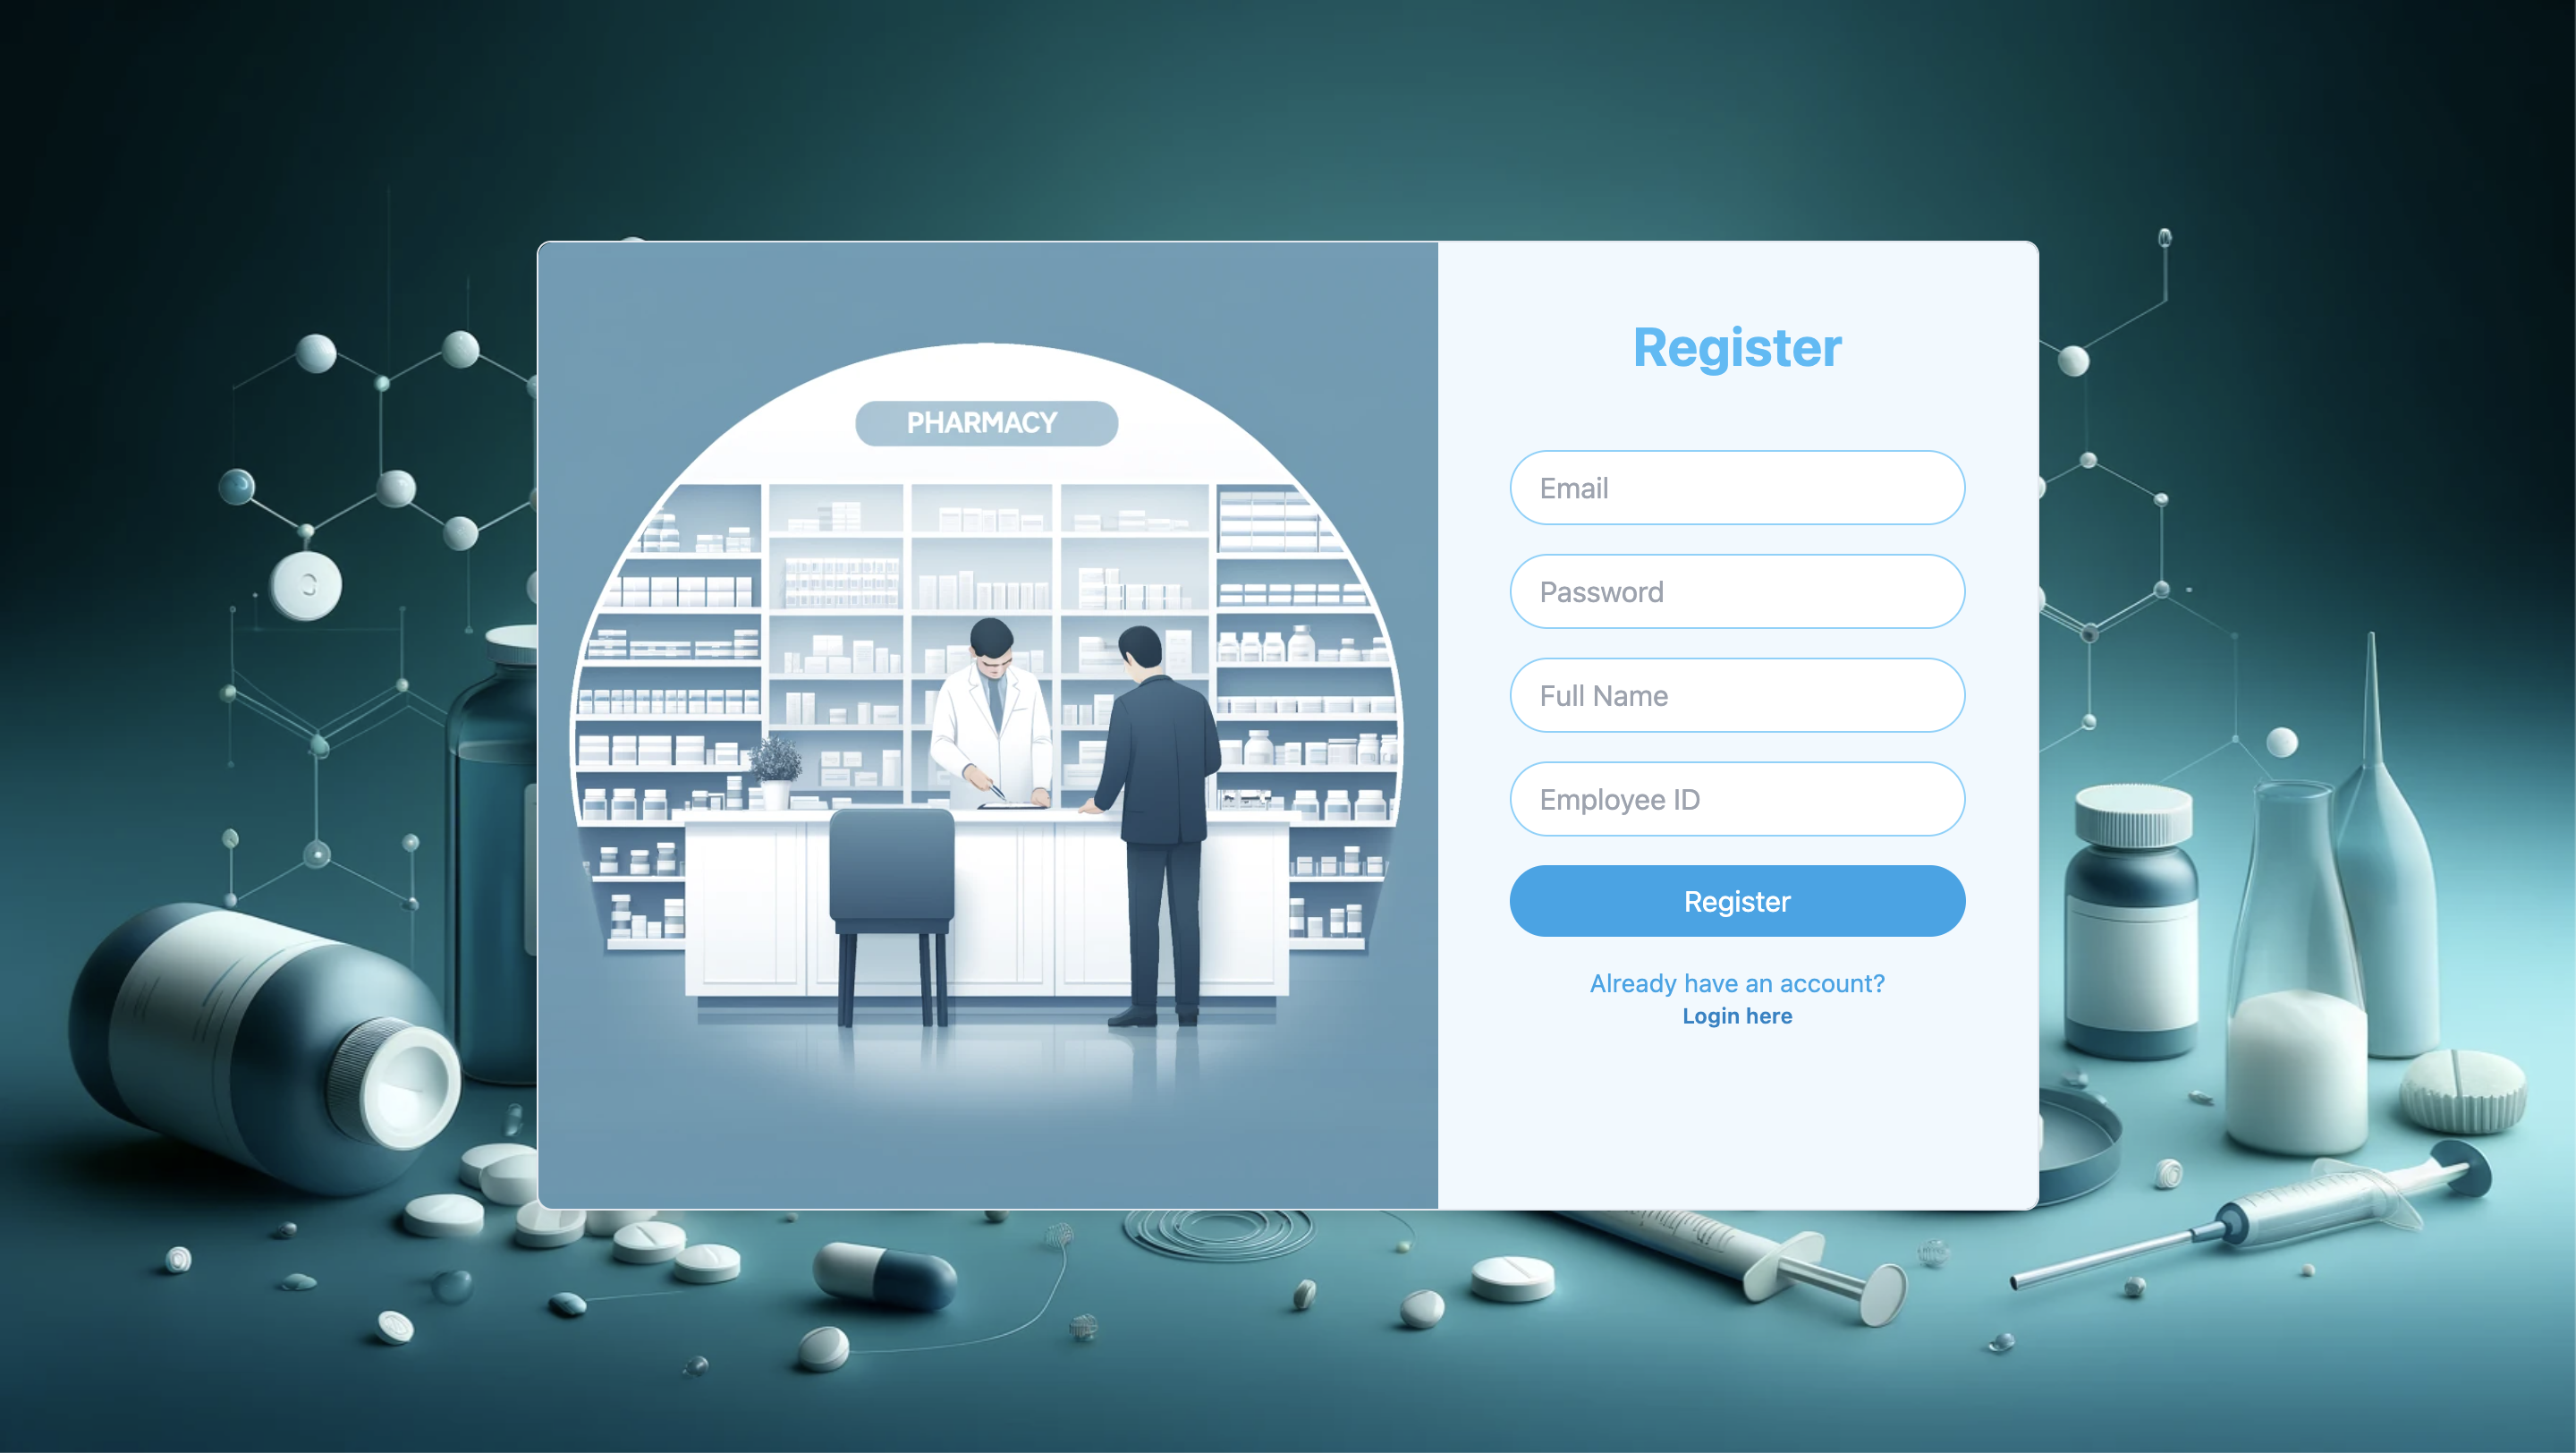 PHARMACY
Register
Email
Password
Full Name
Employee ID
Register
Already have an account?
Login here